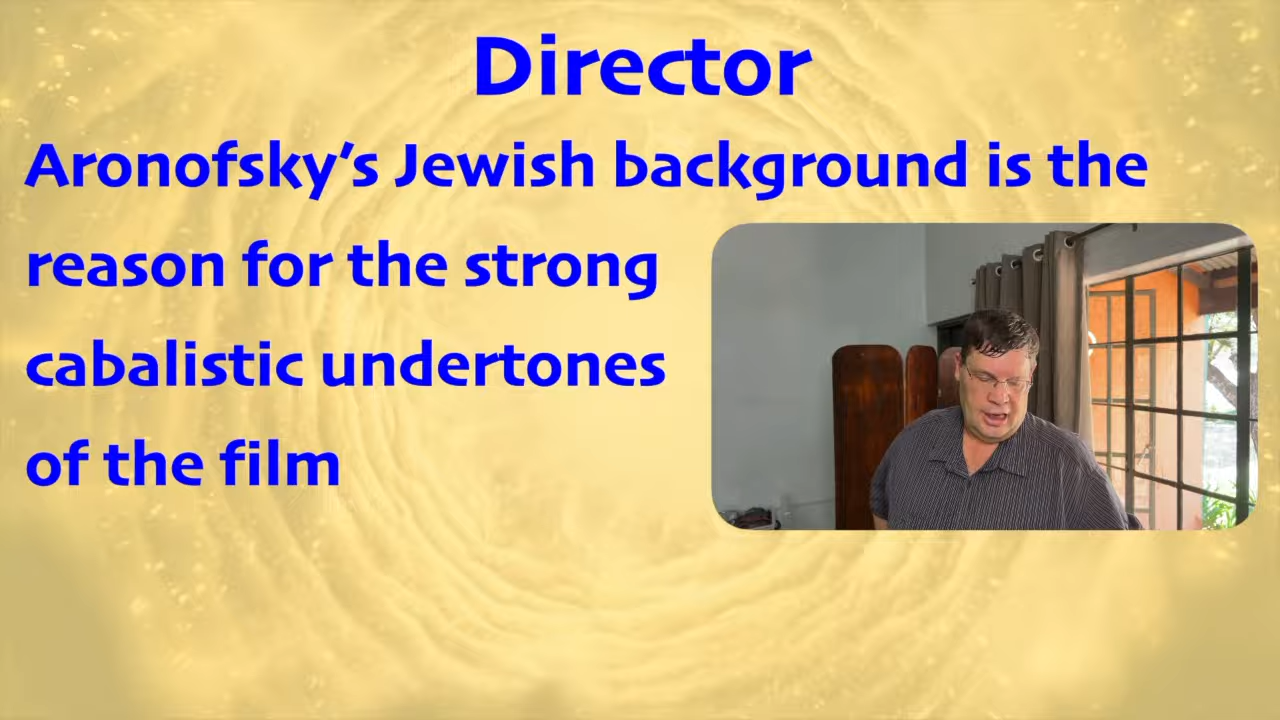 Director
Aronofsky’s Jewish background is the
reason for the strong
cabalistic undertones
of the film